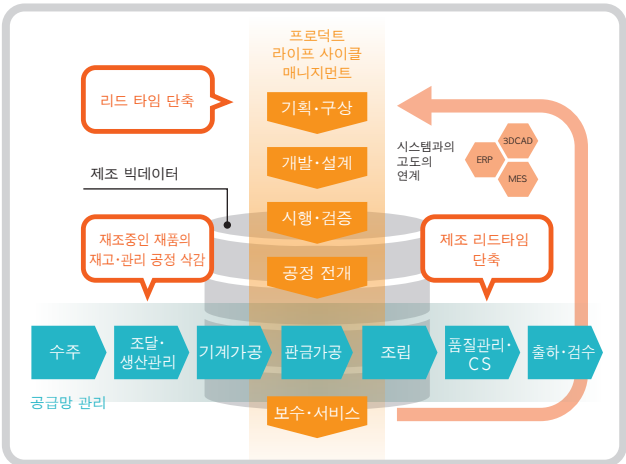 프로덕트
라이프 사이클
매니지먼트
리드 타임 단축
기획·구상
시스템과의
고도의
연계
3DCAD
ERP
MES
개발·설계
제조 빅데이터
시행·검증
재조중인 재품의
재고·관리 공정 삭감
제조 리드타임
단축
공정 전개
수주
조달·
생산관리
기계가공
판금가공
조립
품질관리·
CS
출하·검수
공급망 관리
보수·서비스